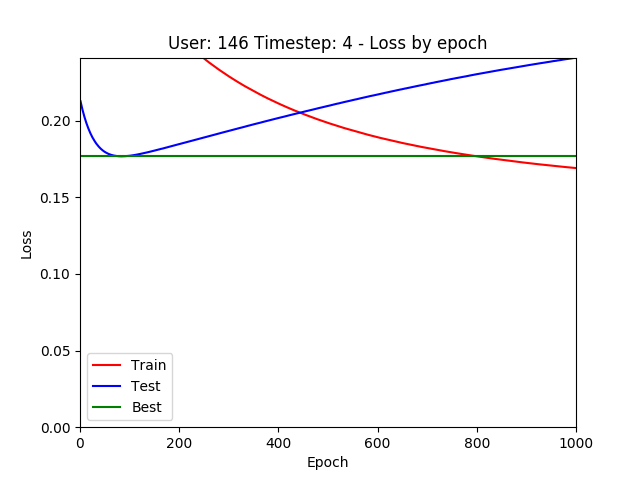 User: 146 Timestep: 4 - Loss by epoch
Loss
0.20
0.15
0.10
0.05
0.00
Train
Test
Best
0 200 400 600 800 1000
Epoch